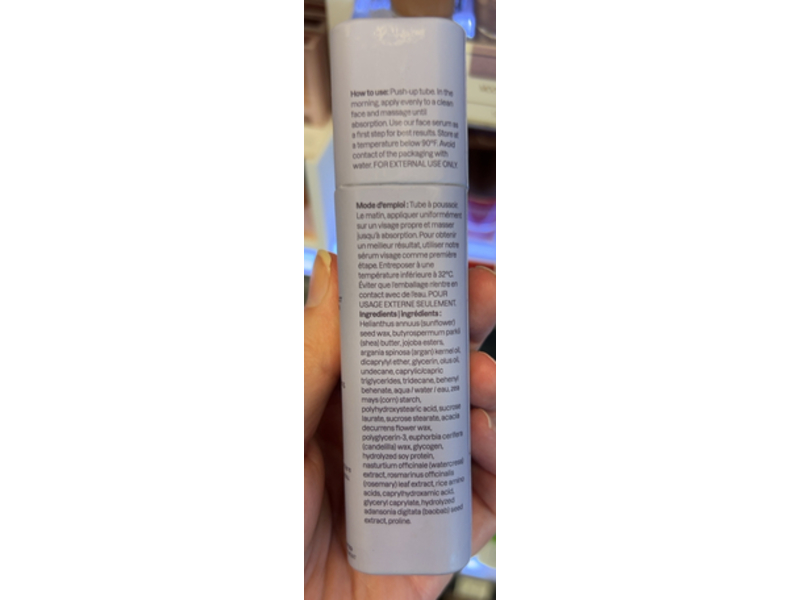 How to use: Push-up tube. In the
morning, apply evenly to a clean
face and massage until
absorption. Use our face serum as
a first step for best results. Store at
a temperature below 90°F. Avoid
contact of the packaging with
water. FOR EXTERNAL USE ONLY.
Mode d'emploi : Tube à poussoir.
Le matin, appliquer uniformément
sur un visage propre et masser
jusqu'à absorption. Pour obtenir
un meilleur résultat, utiliser notre
sérum visage comme première
étape. Entreposer à une
température inférieure à 32°C.
Éviter que l'emballage n'entre en
contact avec de l'eau. POUR
USAGE EXTERNE SEULEMENT.
Ingredients | ingrédients :
Helianthus annuus (sunflower)
seed wax, butyrospermum parkii
(shea) butter, jojoba esters,
argania spinosa (argan) kernel oil,
dicaprylyl ether, glycerin, olus oil,
undecane, caprylic/capric
triglycerides, tridecane, behenyl
behenate, aqua / water / eau, zea
mays (corn) starch,
polyhydroxystearic acid, sucrose
laurate, sucrose stearate, acacia
decurrens flower wax,
polyglycerin-3, euphorbia cerifera
(candelilla) wax, glycogen,
hydrolyzed soy protein,
nasturtium officinale (watercress)
extract, rosmarinus officinalis
(rosemary) leaf extract, rice amino
acids, caprylhydroxamic acid,
glyceryl caprylate, hydrolyzed
adansonia digitata (baobab) seed
extract, proline.